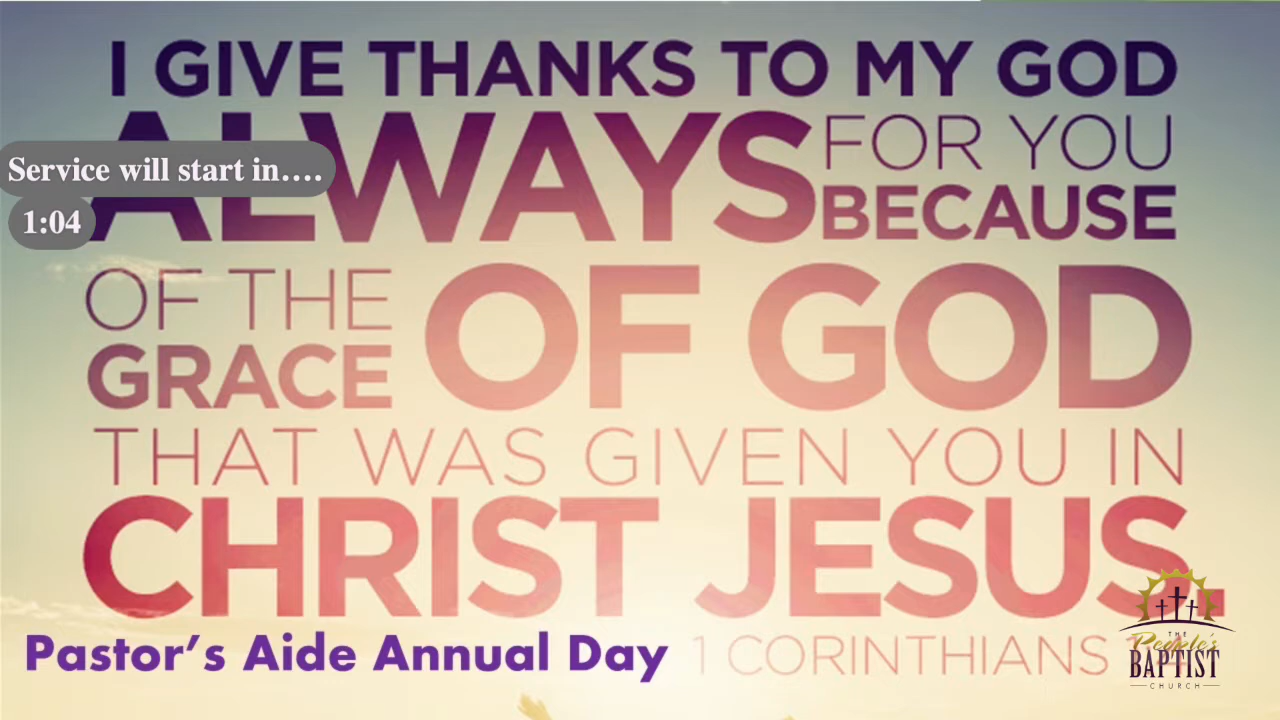 I GIVE THANKS TO MY GOD
ALWAYS FOR YOU
BECAUSE
Service will start in....
1:04
OF THE
GRACE OF GOD
THAT WAS GIVEN YOU IN
CHRIST JESUS.
Pastor's Aide Annual Day
1 CORINTHIANS
THE
People's
BAPTIST
CHURCH